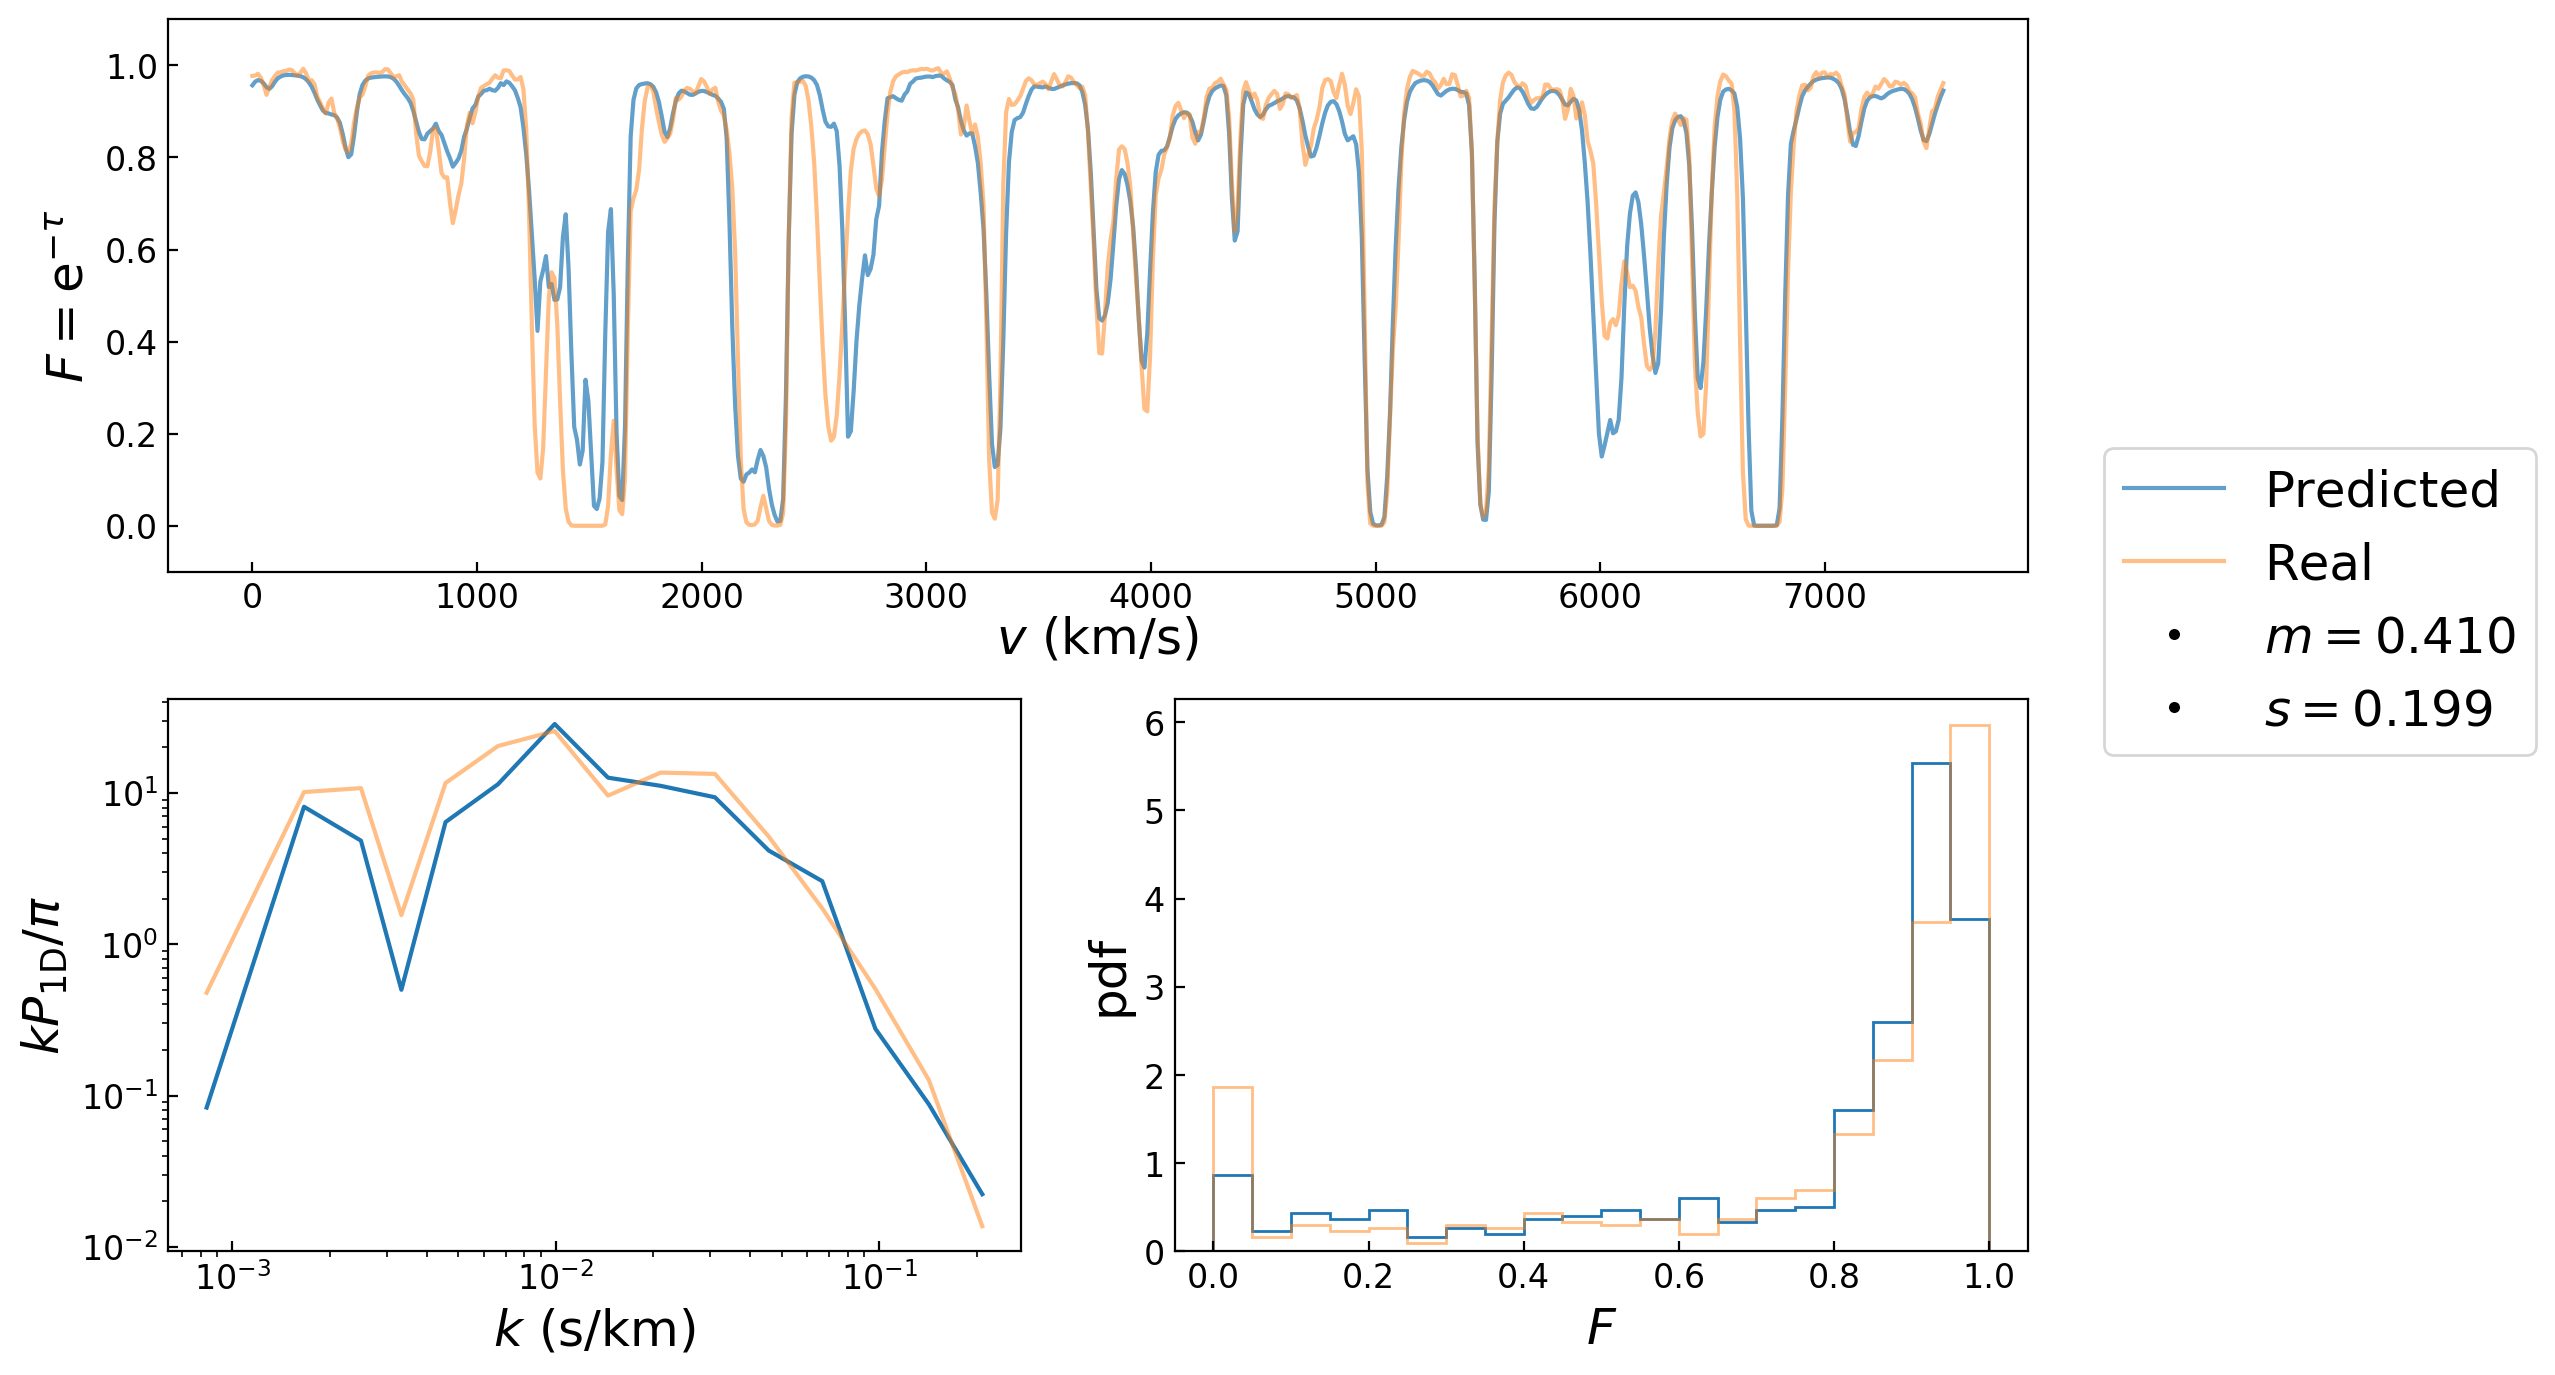 1.0
0.8
0.6
0.4
0.2
0.0
F = e^{−τ}
0 1000 2000 3000 4000 5000 6000 7000
v (km/s)
Predicted
Real
m = 0.410
s = 0.199
10^1
10^0
10^{−1}
10^{−2}
kP_{1D}/π
10^{−3} 10^{−2} 10^{−1}
k (s/km)
6
5
4
3
2
1
0
pdf
0.0 0.2 0.4 0.6 0.8 1.0
F